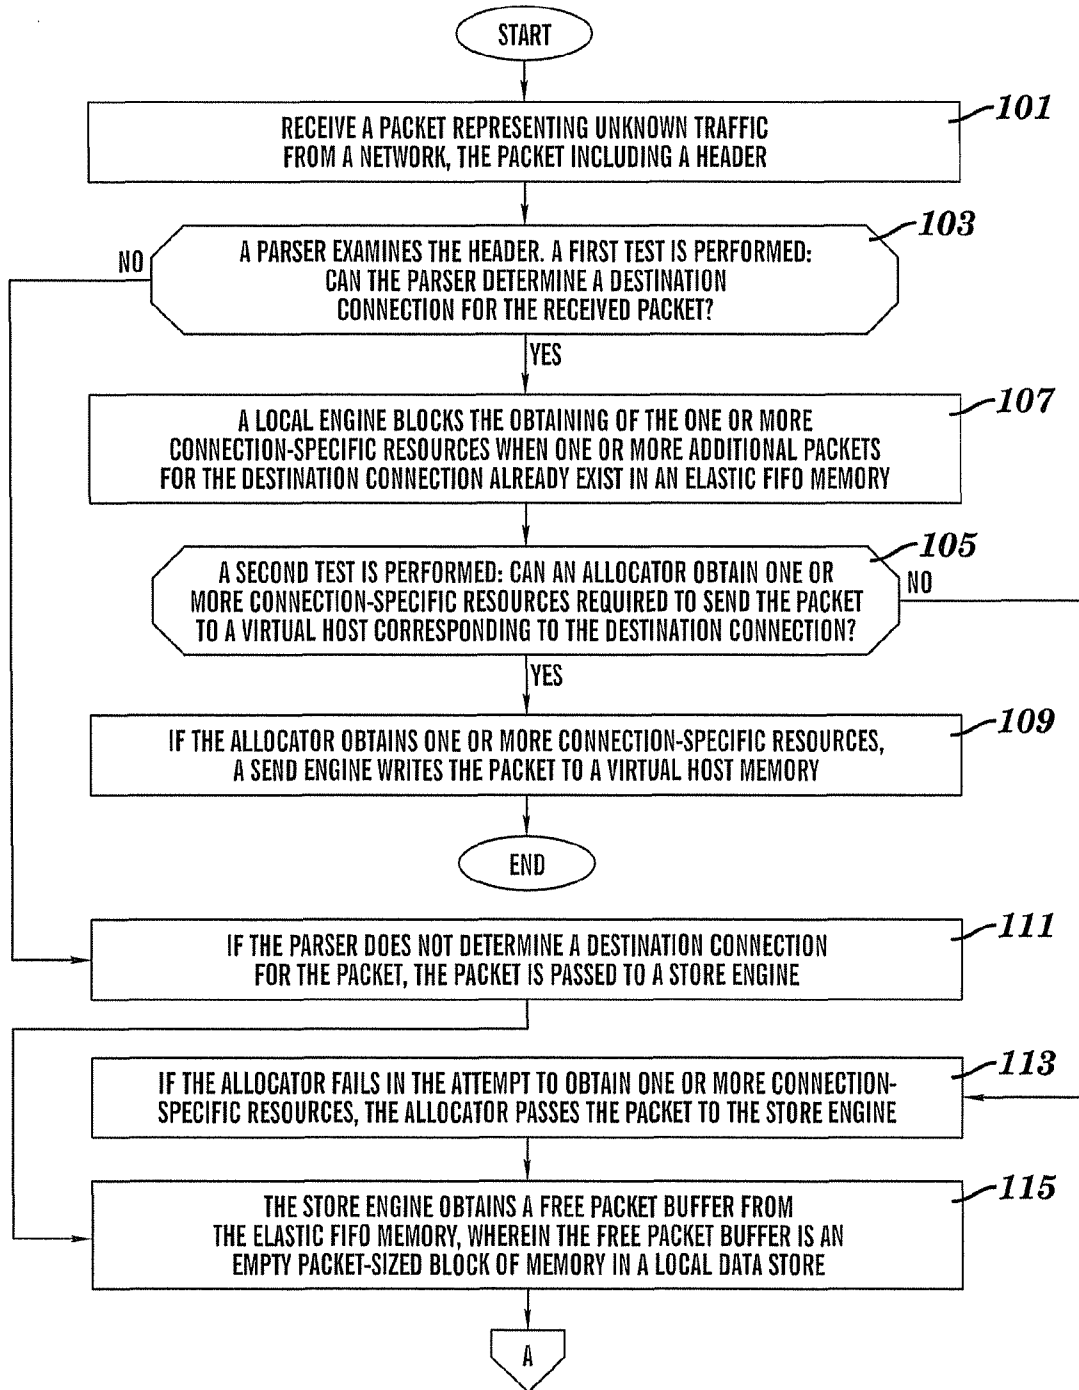 START
RECEIVE A PACKET REPRESENTING UNKNOWN TRAFFIC
FROM A NETWORK, THE PACKET INCLUDING A HEADER
101
A PARSER EXAMINES THE HEADER. A FIRST TEST IS PERFORMED:
CAN THE PARSER DETERMINE A DESTINATION
CONNECTION FOR THE RECEIVED PACKET?
103
NO
YES
A LOCAL ENGINE BLOCKS THE OBTAINING OF THE ONE OR MORE
CONNECTION-SPECIFIC RESOURCES WHEN ONE OR MORE ADDITIONAL PACKETS
FOR THE DESTINATION CONNECTION ALREADY EXIST IN AN ELASTIC FIFO MEMORY
107
A SECOND TEST IS PERFORMED: CAN AN ALLOCATOR OBTAIN ONE OR
MORE CONNECTION-SPECIFIC RESOURCES REQUIRED TO SEND THE PACKET
TO A VIRTUAL HOST CORRESPONDING TO THE DESTINATION CONNECTION?
105
NO
YES
IF THE ALLOCATOR OBTAINS ONE OR MORE CONNECTION-SPECIFIC RESOURCES,
A SEND ENGINE WRITES THE PACKET TO A VIRTUAL HOST MEMORY
109
END
IF THE PARSER DOES NOT DETERMINE A DESTINATION CONNECTION
FOR THE PACKET, THE PACKET IS PASSED TO A STORE ENGINE
111
IF THE ALLOCATOR FAILS IN THE ATTEMPT TO OBTAIN ONE OR MORE CONNECTION-
SPECIFIC RESOURCES, THE ALLOCATOR PASSES THE PACKET TO THE STORE ENGINE
113
THE STORE ENGINE OBTAINS A FREE PACKET BUFFER FROM
THE ELASTIC FIFO MEMORY, WHEREIN THE FREE PACKET BUFFER IS AN
EMPTY PACKET-SIZED BLOCK OF MEMORY IN A LOCAL DATA STORE
115
A